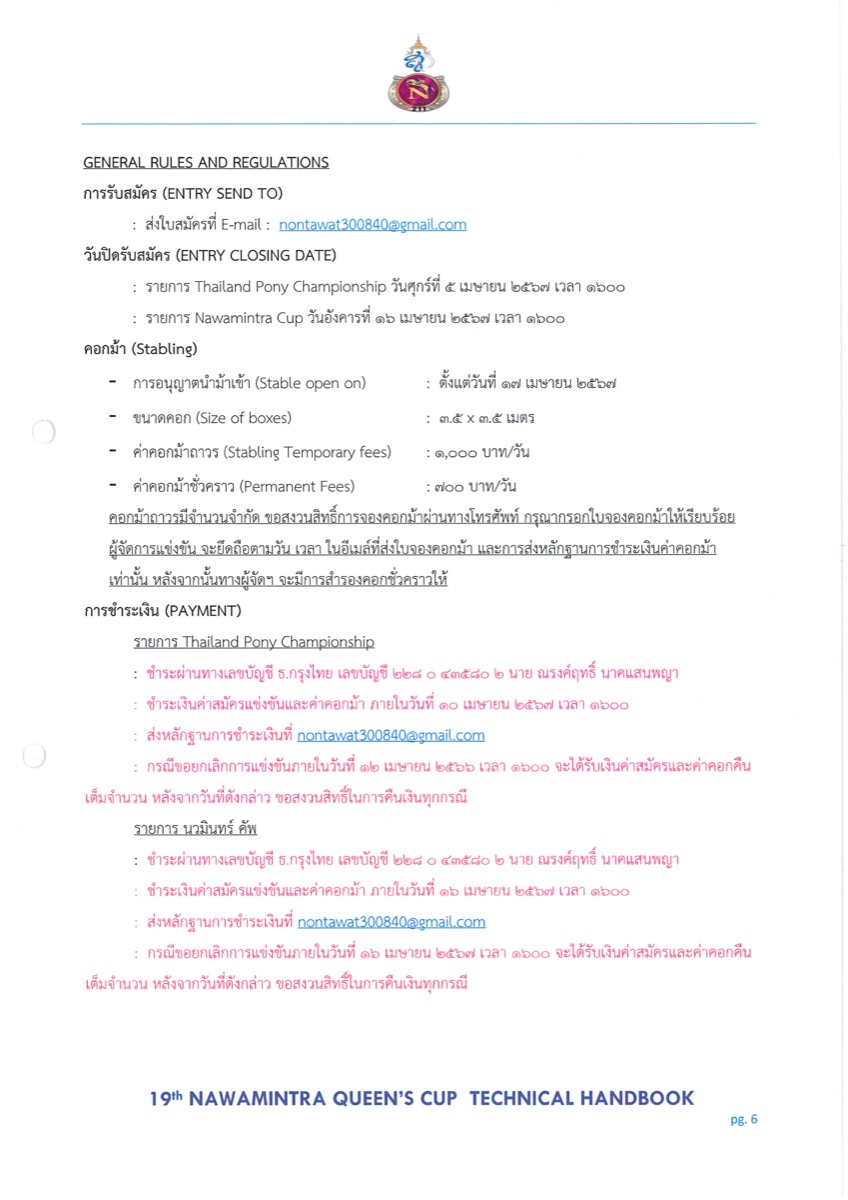 GENERAL RULES AND REGULATIONS
การรับสมัคร (ENTRY SEND TO)
: ส่งใบสมัครที่ E-mail : nontawat300840@gmail.com
วันปิดรับสมัคร (ENTRY CLOSING DATE)
: รายการ Thailand Pony Championship วันศุกร์ที่ ๕ เมษายน ๒๕๖๗ เวลา ๑๖๐๐
: รายการ Nawamintra Cup วันอังคารที่ ๑๖ เมษายน ๒๕๖๗ เวลา ๑๖๐๐
คอกม้า (Stabling)
- การอนุญาตนำม้าเข้า (Stable open on) : ตั้งแต่วันที่ ๑๗ เมษายน ๒๕๖๗
- ขนาดคอก (Size of boxes) : ๓.๕ x ๓.๕ เมตร
- ค่าคอกม้าถาวร (Stabling Temporary fees) : ๑,๐๐๐ บาท/วัน
- ค่าคอกม้าชั่วคราว (Permanent Fees) : ๗๐๐ บาท/วัน
คอกม้าถาวรมีจำนวนจำกัด ขอสงวนสิทธิ์การจองคอกม้าผ่านทางโทรศัพท์ กรุณากรอกใบจองคอกม้าให้เรียบร้อย
ผู้จัดการแข่งขัน จะยึดถือตามวัน เวลา ในอีเมล์ที่ส่งใบจองคอกม้า และการส่งหลักฐานการชำระเงินค่าคอกม้า
เท่านั้น หลังจากนั้นทางผู้จัดฯ จะมีการสำรองคอกชั่วคราวให้
การชำระเงิน (PAYMENT)
รายการ Thailand Pony Championship
: ชำระผ่านทางเลขบัญชี ธ.กรุงไทย เลขบัญชี ๒๒๘ ๐ ๔๓๕๘๐ ๒ นาย ณรงค์ฤทธิ์ นาคแสนพญา
: ชำระเงินค่าสมัครแข่งขันและค่าคอกม้า ภายในวันที่ ๑๐ เมษายน ๒๕๖๗ เวลา ๑๖๐๐
: ส่งหลักฐานการชำระเงินที่ nontawat300840@gmail.com
: กรณีขอยกเลิกการแข่งขันภายในวันที่ ๑๒ เมษายน ๒๕๖๖ เวลา ๑๖๐๐ จะได้รับเงินค่าสมัครและค่าคอกคืน
เต็มจำนวน หลังจากวันที่ดังกล่าว ขอสงวนสิทธิ์ในการคืนเงินทุกกรณี
รายการ นวมินทร์ คัพ
: ชำระผ่านทางเลขบัญชี ธ.กรุงไทย เลขบัญชี ๒๒๘ ๐ ๔๓๕๘๐ ๒ นาย ณรงค์ฤทธิ์ นาคแสนพญา
: ชำระเงินค่าสมัครแข่งขันและค่าคอกม้า ภายในวันที่ ๑๖ เมษายน ๒๕๖๗ เวลา ๑๖๐๐
: ส่งหลักฐานการชำระเงินที่ nontawat300840@gmail.com
: กรณีขอยกเลิกการแข่งขันภายในวันที่ ๑๖ เมษายน ๒๕๖๗ เวลา ๑๖๐๐ จะได้รับเงินค่าสมัครและค่าคอกคืน
เต็มจำนวน หลังจากวันที่ดังกล่าว ขอสงวนสิทธิ์ในการคืนเงินทุกกรณี
19th NAWAMINTRA QUEEN'S CUP TECHNICAL HANDBOOK
pg. 6